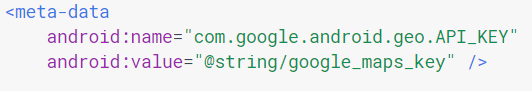 <meta-data
    android:name="com.google.android.geo.API_KEY"
    android:value="@string/google_maps_key" />